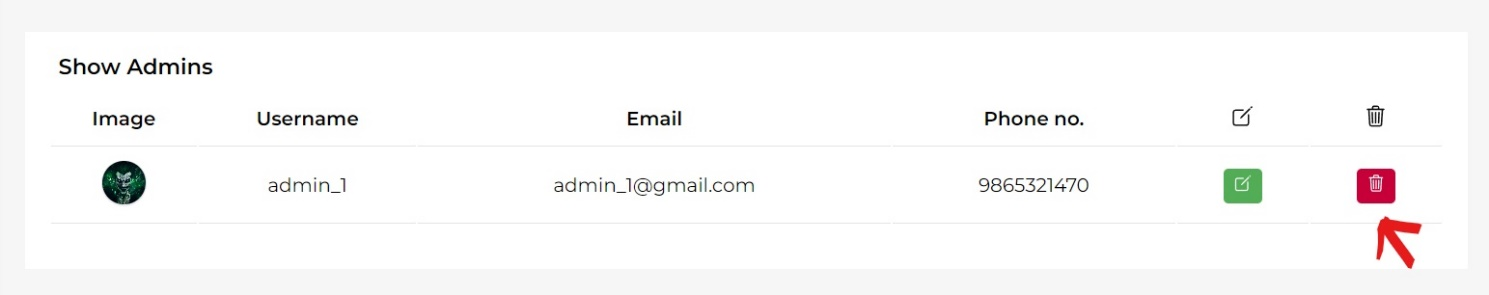 Show Admins
Image Username Email Phone no.
admin_1 admin_1@gmail.com 9865321470